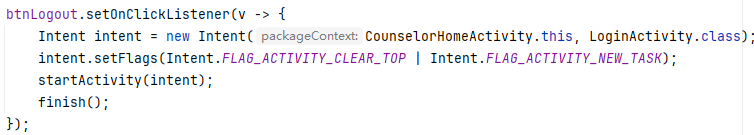 btnLogout.setOnClickListener(v -> {
    Intent intent = new Intent( packageContext: CounselorHomeActivity.this, LoginActivity.class);
    intent.setFlags(Intent.FLAG_ACTIVITY_CLEAR_TOP | Intent.FLAG_ACTIVITY_NEW_TASK);
    startActivity(intent);
    finish();
});